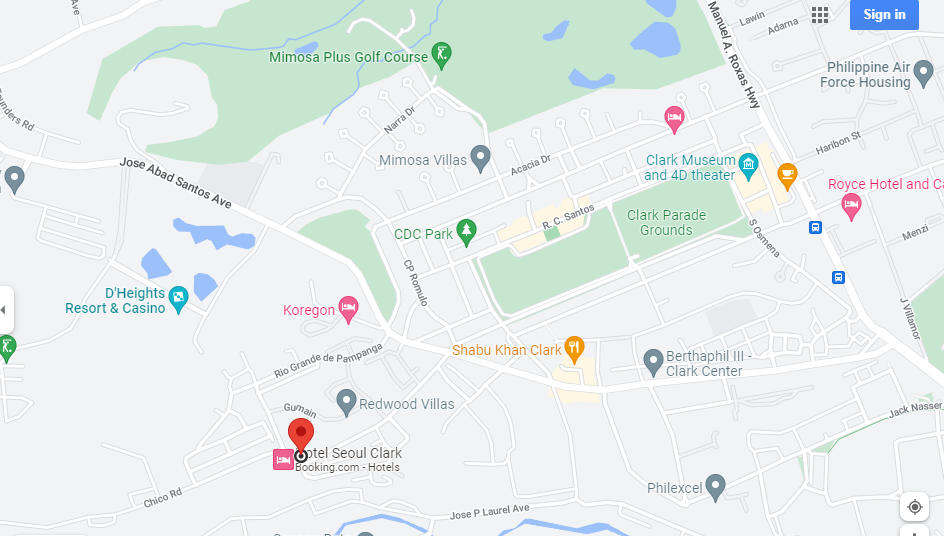 Ave
Lawin
Adarna
Sign in
Manuel A. Roxas Hwy
Mimosa Plus Golf Course
Philippine Air
Force Housing
Narra Dr
Haribon St
Jose Abad Santos Ave
Mimosa Villas
Acacia Dr
Clark Museum
and 4D theater
Royce Hotel and Ca
R. C. Santos
Clark Parade
Grounds
CDC Park
S Osmena
Menzi
CP Romulo
D'Heights
Resort & Casino
Koregon
J Villamor
Rio Grande de Pampanga
Shabu Khan Clark
Berthaphil III -
Clark Center
Gumain
Redwood Villas
Jack Nasser
Hotel Seoul Clark
Booking.com - Hotels
Chico Rd
Philexcel
Jose P Laurel Ave